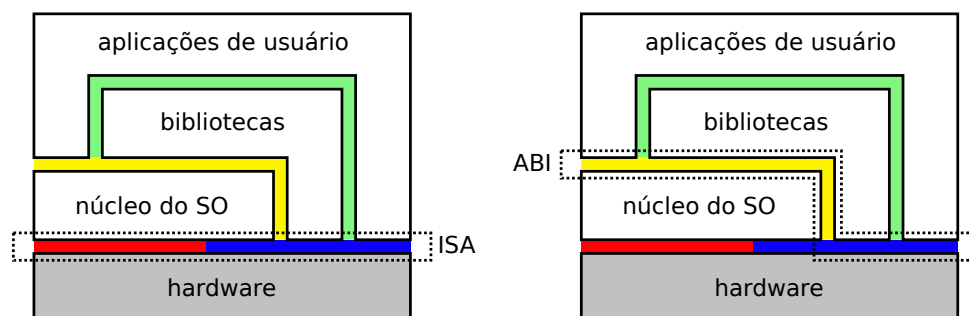 aplicações de usuário
bibliotecas
núcleo do SO
ISA
hardware
aplicações de usuário
bibliotecas
ABI
núcleo do SO
hardware